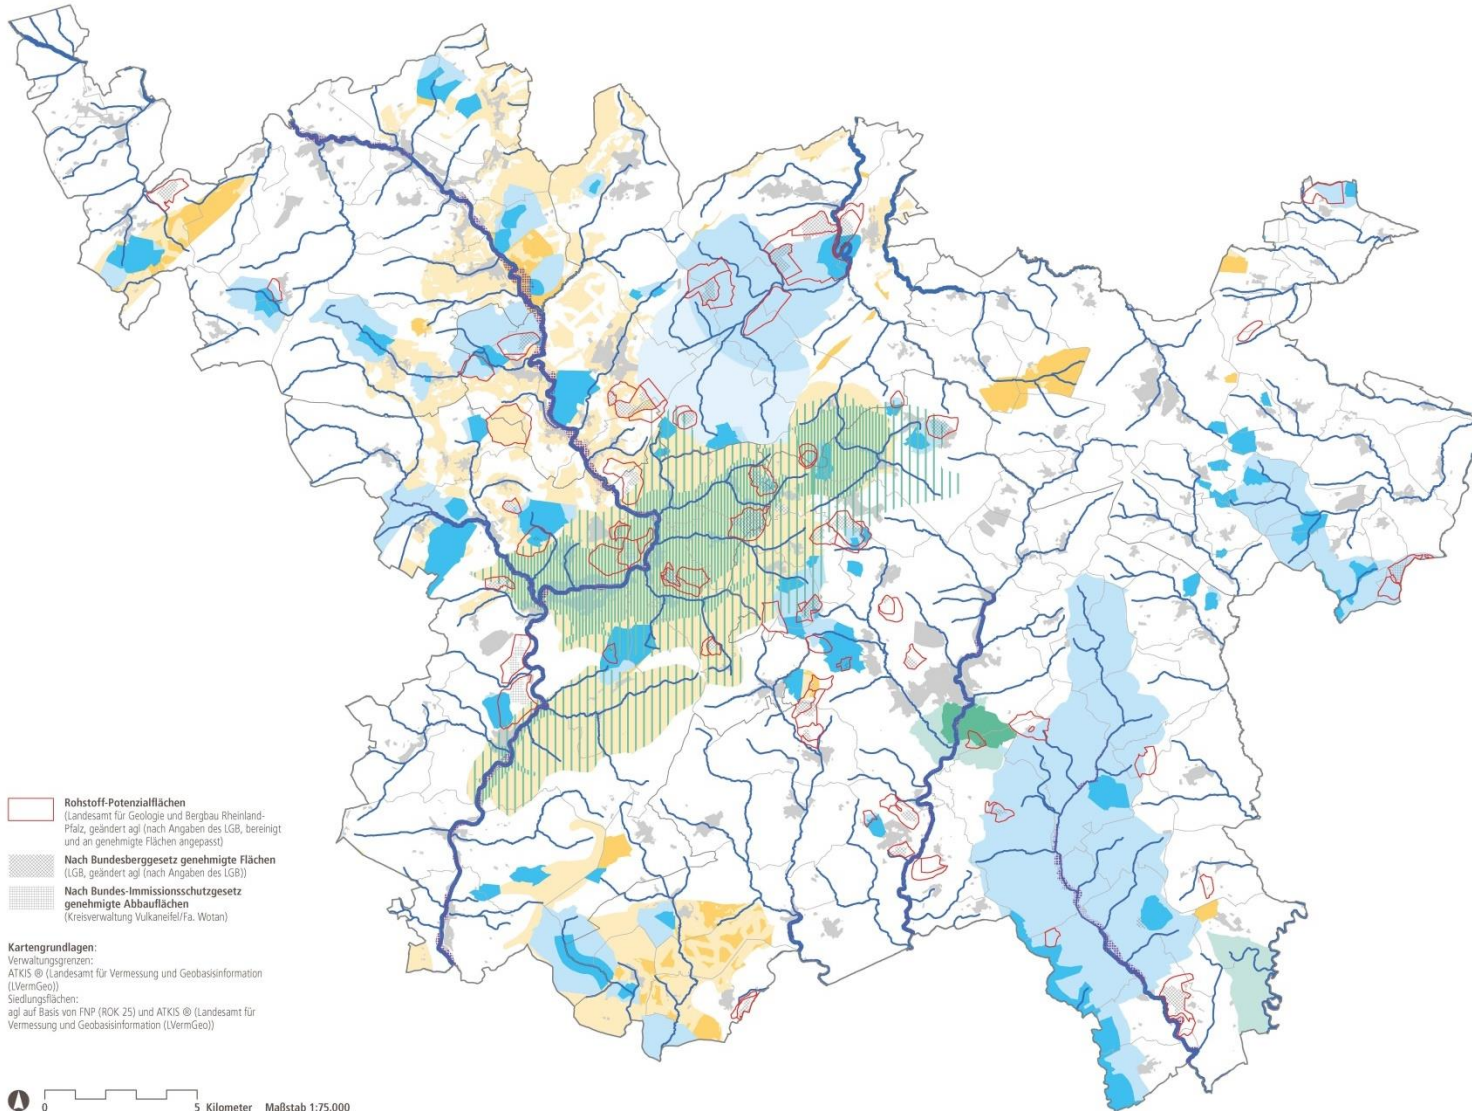 Rohstoff-Potenzialflächen
(Landesamt für Geologie und Bergbau Rheinland-
Pfalz, geändert agl (nach Angaben des LGB, bereinigt
und an genehmigte Flächen angepasst)
Nach Bundesberggesetz genehmigte Flächen
(LGB, geändert agl (nach Angaben des LGB))
Nach Bundes-Immissionsschutzgesetz
genehmigte Abbauflächen
(Kreisverwaltung Vulkaneifel/Fa. Wotan)
Kartengrundlagen:
Verwaltungsgrenzen:
ATKIS ® (Landesamt für Vermessung und Geobasisinformation
(LVermGeo))
Siedlungsflächen:
agl auf Basis von FNP (ROK 25) und ATKIS ® (Landesamt für
Vermessung und Geobasisinformation (LVermGeo))
0 5 Kilometer Maßstab 1:75.000